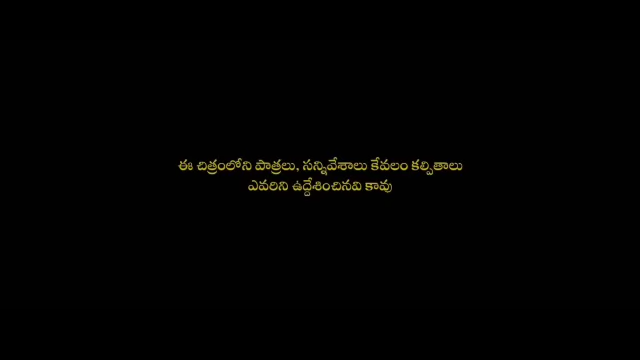 ఈ చిత్రంలోని పాత్రలు, సన్నివేశాలు కేవలం కల్పితాలు
ఎవరిని ఉద్దేశించినవి కావు